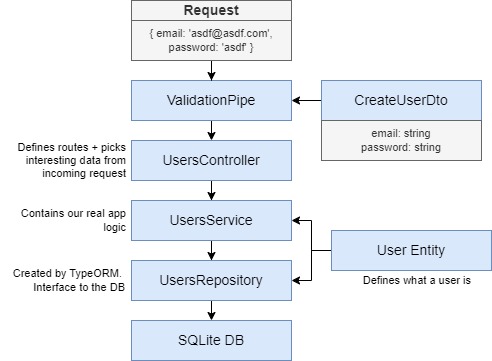 Request
{ email: 'asdf@asdf.com',
password: 'asdf' }
ValidationPipe
CreateUserDto
email: string
password: string
Defines routes + picks
interesting data from
incoming request
UsersController
Contains our real app
logic
UsersService
User Entity
Defines what a user is
Created by TypeORM.
Interface to the DB
UsersRepository
SQLite DB